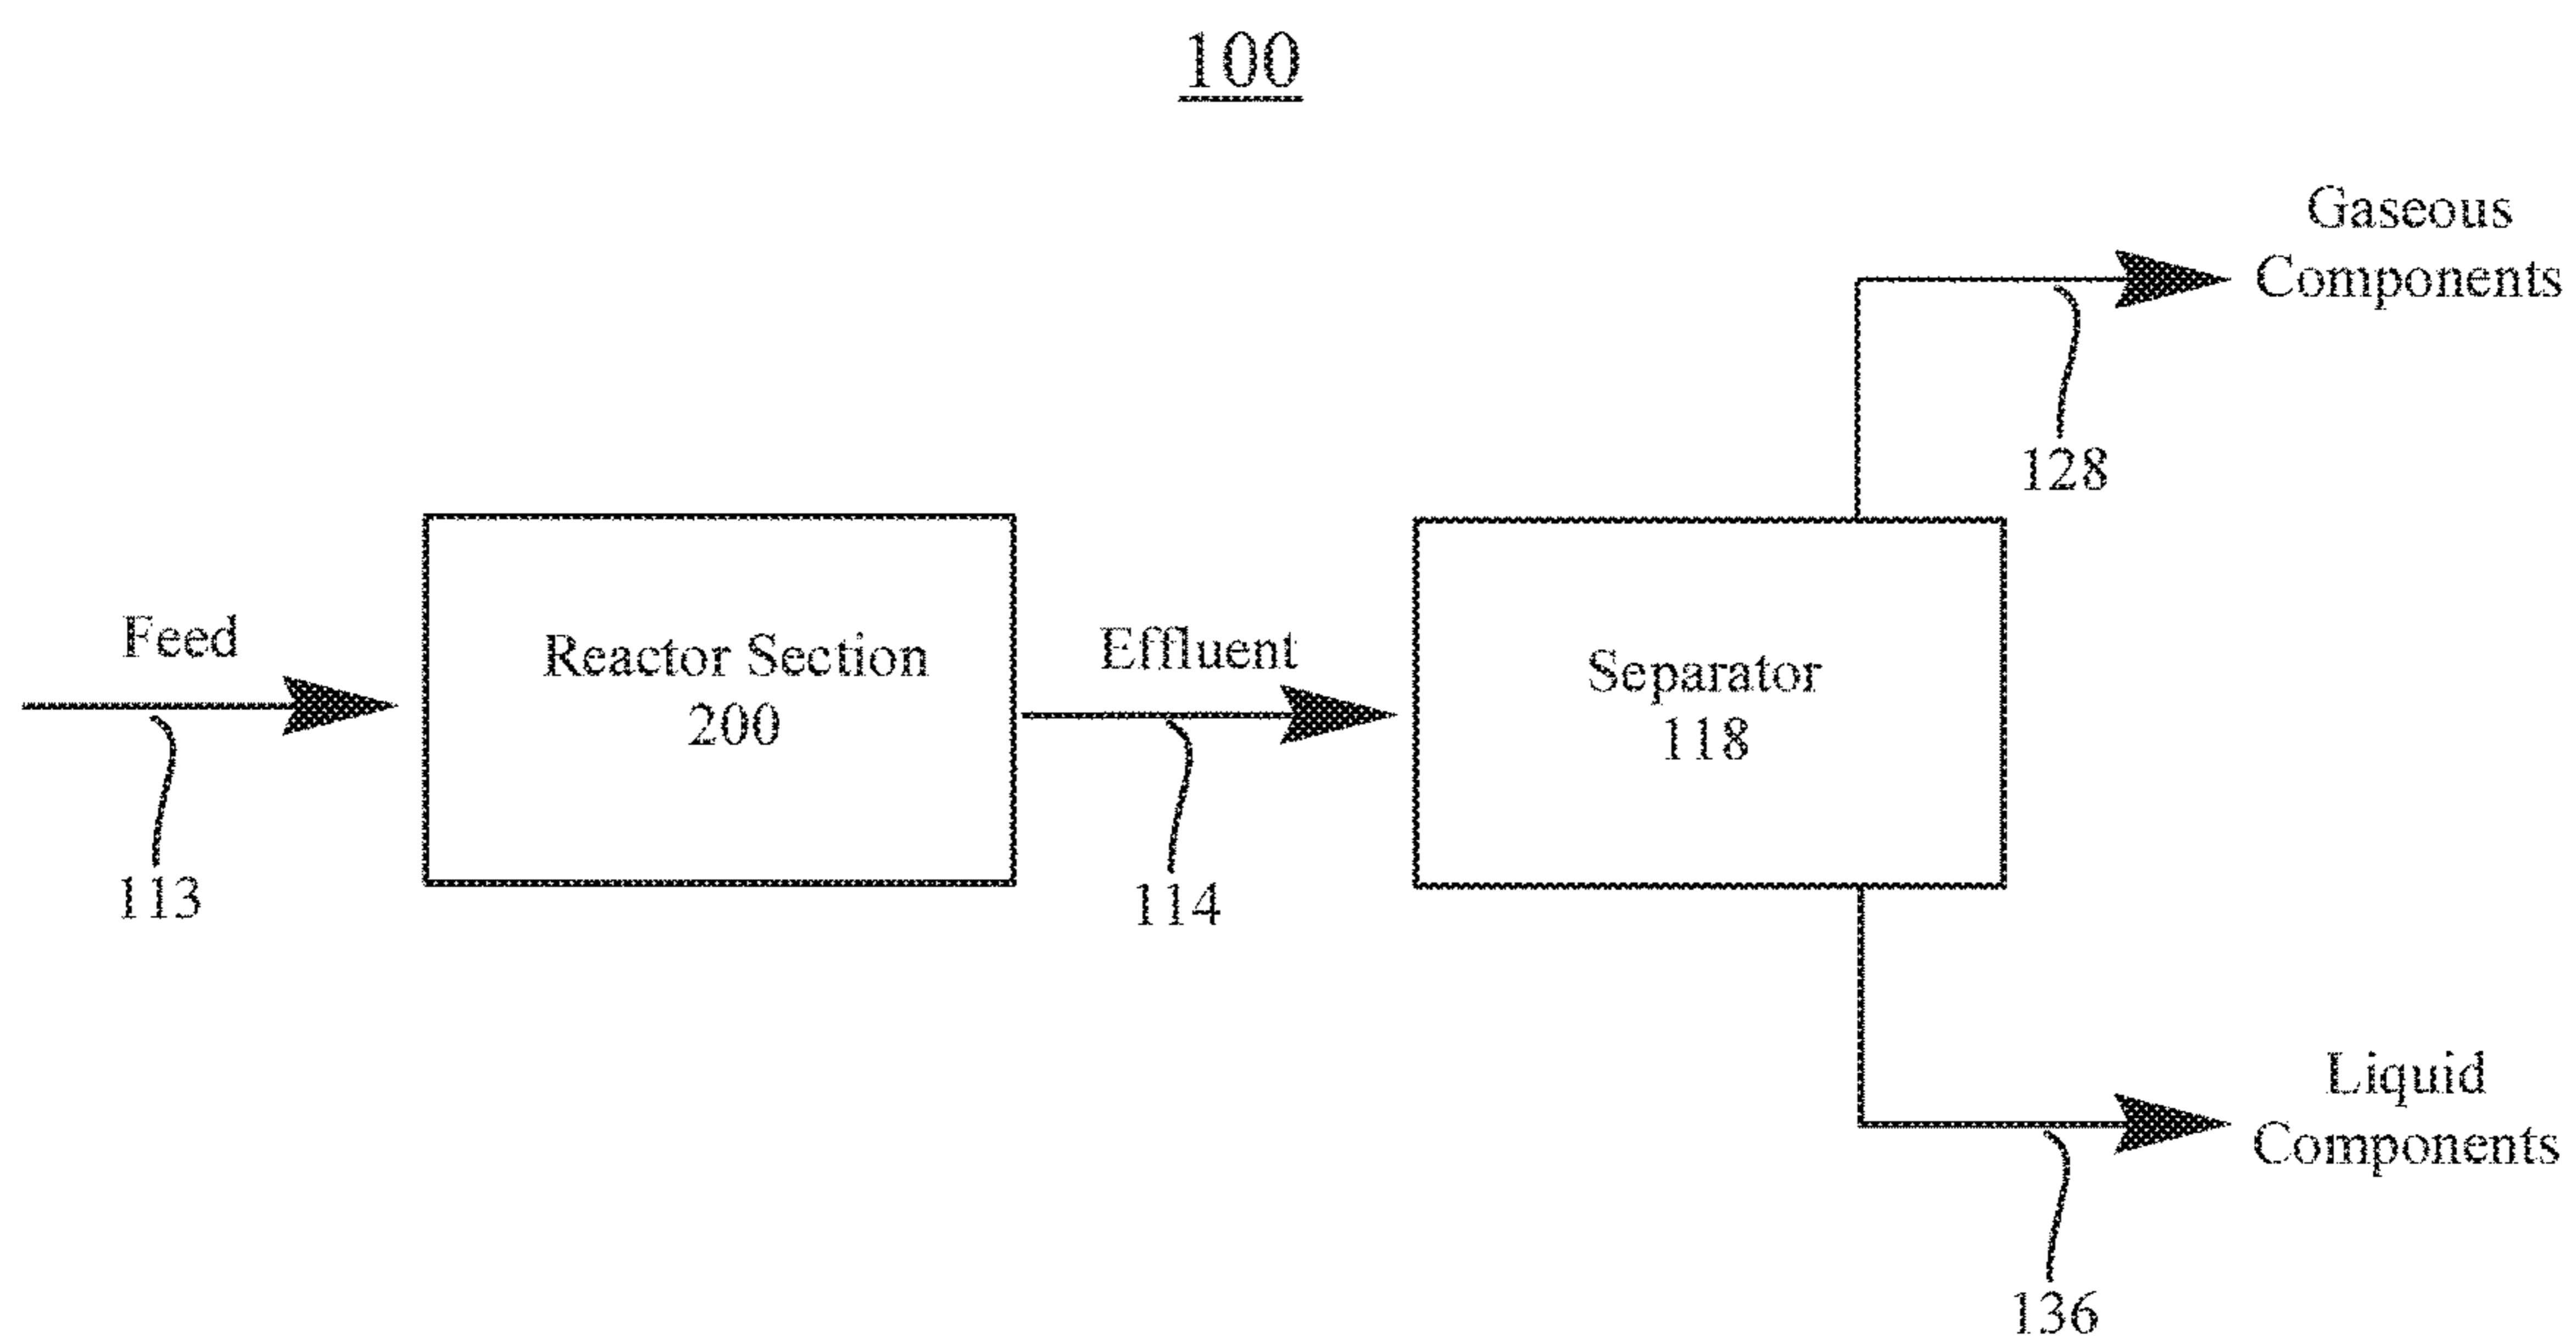 100
Gaseous
Components
128
Feed
Reactor Section
200
Effluent
Separator
118
113
114
Liquid
Components
136